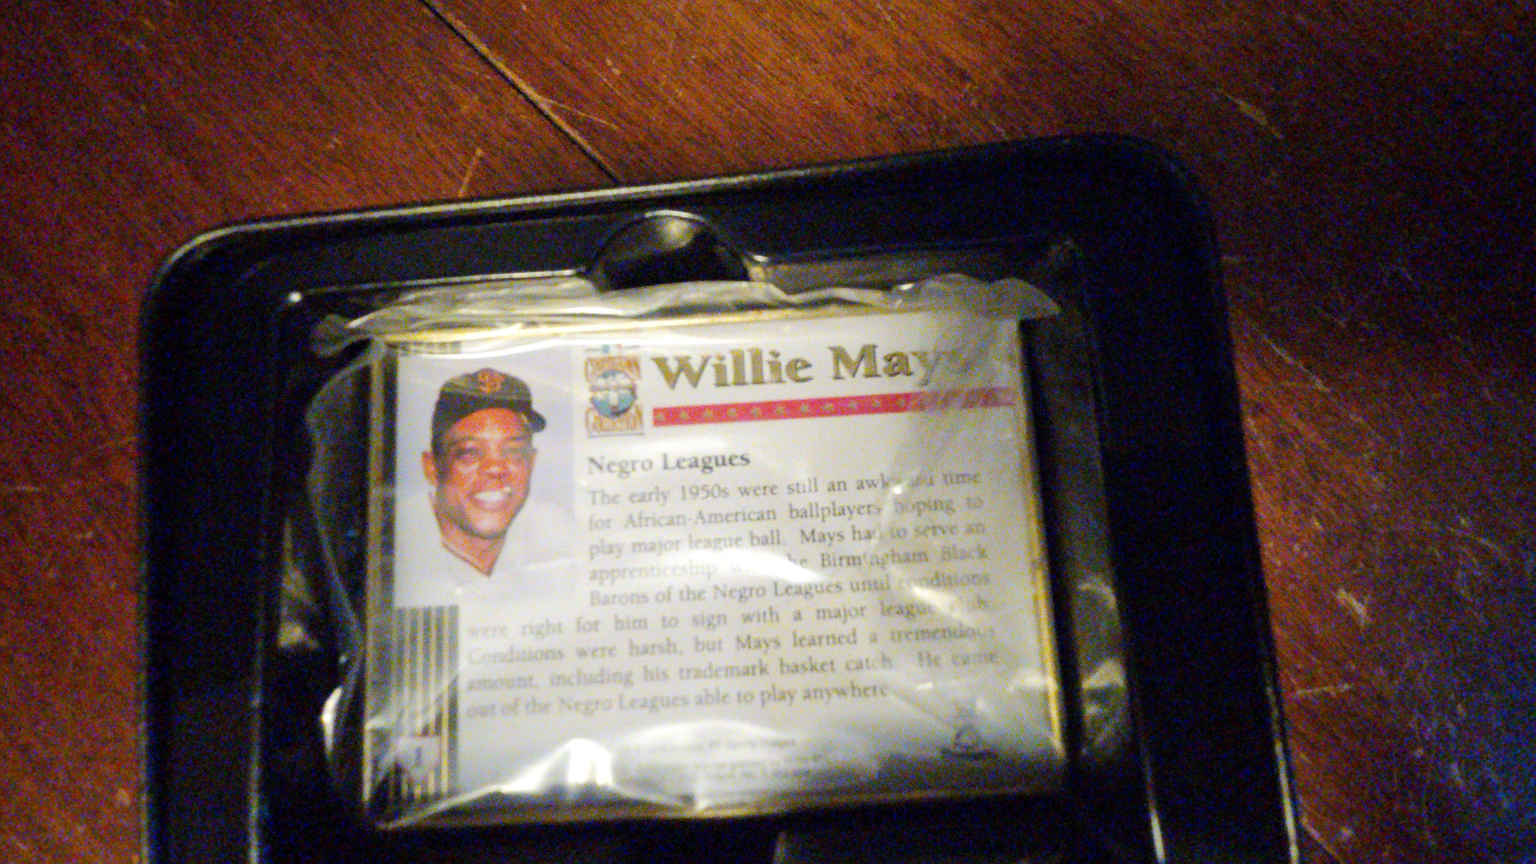 Willie Mays
Negro Leagues
The early 1950s were still an time
for African-American ballplayers hoping to
play major league ball. Mays had to serve an
apprenticeship Birmingham Black
Barons of the Negro Leagues until conditions
were right for him to sign with a major league
Conditions were harsh, but Mays learned a tremendous
amount, including his trademark basket catch. He came
out of the Negro Leagues able to play anywhere
SF
1